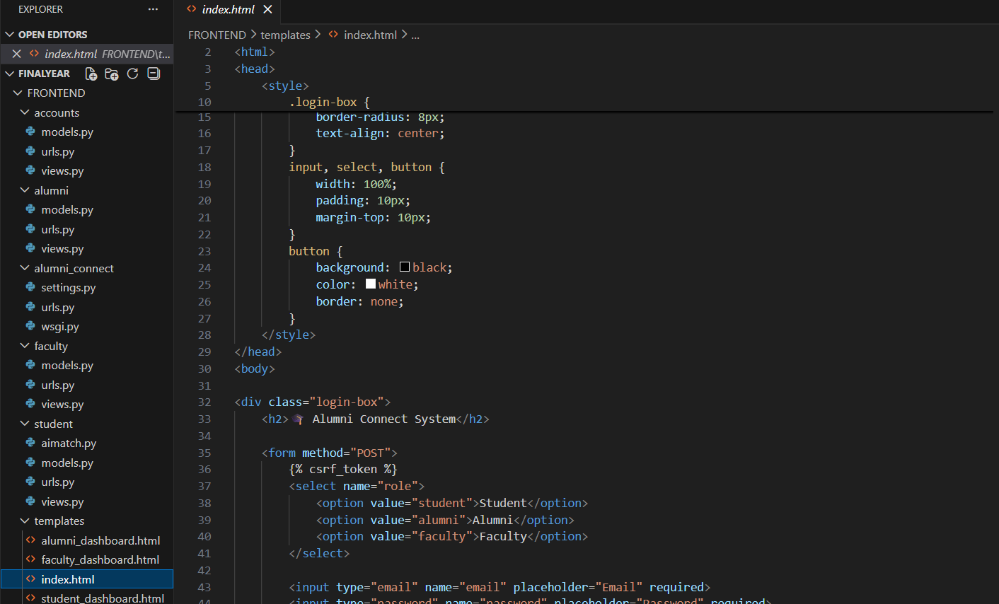 EXPLORER ...
OPEN EDITORS
index.html FRONTEND\t...
FINALYEAR
FRONTEND
accounts
models.py
urls.py
views.py
alumni
models.py
urls.py
views.py
alumni_connect
settings.py
urls.py
wsgi.py
faculty
models.py
urls.py
views.py
student
aimatch.py
models.py
urls.py
views.py
templates
alumni_dashboard.html
faculty_dashboard.html
index.html
student_dashboard.html
index.html
FRONTEND > templates > index.html > ...
2 <html>
3 <head>
5 <style>
10 .login-box {
15 border-radius: 8px;
16 text-align: center;
17 }
18 input, select, button {
19 width: 100%;
20 padding: 10px;
21 margin-top: 10px;
22 }
23 button {
24 background: black;
25 color: white;
26 border: none;
27 }
28 </style>
29 </head>
30 <body>
31
32 <div class="login-box">
33 <h2>🎓 Alumni Connect System</h2>
34
35 <form method="POST">
36 {% csrf_token %}
37 <select name="role">
38 <option value="student">Student</option>
39 <option value="alumni">Alumni</option>
40 <option value="faculty">Faculty</option>
41 </select>
42
43 <input type="email" name="email" placeholder="Email" required>
44 <input type="password" name="password" placeholder="Password" required>